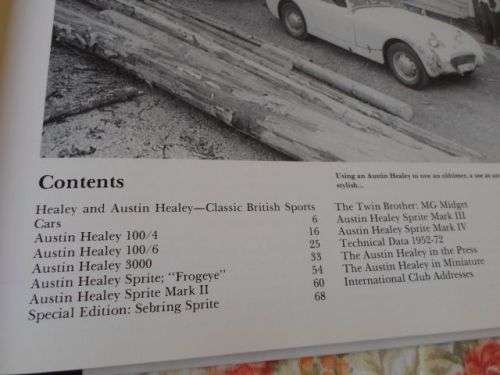 Using an Austin Healey to tow an oldtimer, a use as
stylish...
Contents
Healey and Austin Healey—Classic British Sports
Cars 6
Austin Healey 100/4 16
Austin Healey 100/6 25
Austin Healey 3000 33
Austin Healey Sprite; "Frogeye" 54
Austin Healey Sprite Mark II 60
Special Edition: Sebring Sprite 68
The Twin Brother: MG Midget
Austin Healey Sprite Mark III
Austin Healey Sprite Mark IV
Technical Data 1952-72
The Austin Healey in the Press
The Austin Healey in Miniature
International Club Addresses